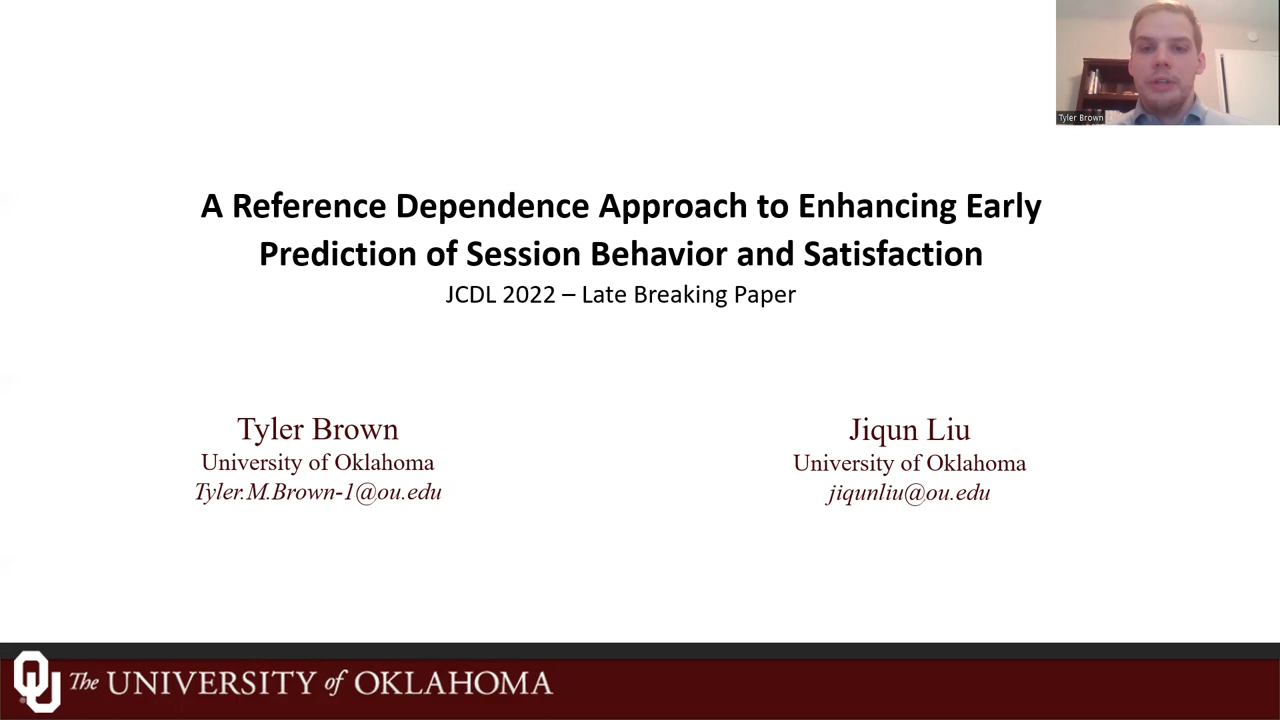 Tyler Brown
A Reference Dependence Approach to Enhancing Early
Prediction of Session Behavior and Satisfaction
JCDL 2022 – Late Breaking Paper
Tyler Brown
University of Oklahoma
Tyler.M.Brown-1@ou.edu
Jiqun Liu
University of Oklahoma
jiqunliu@ou.edu
OU The UNIVERSITY of OKLAHOMA